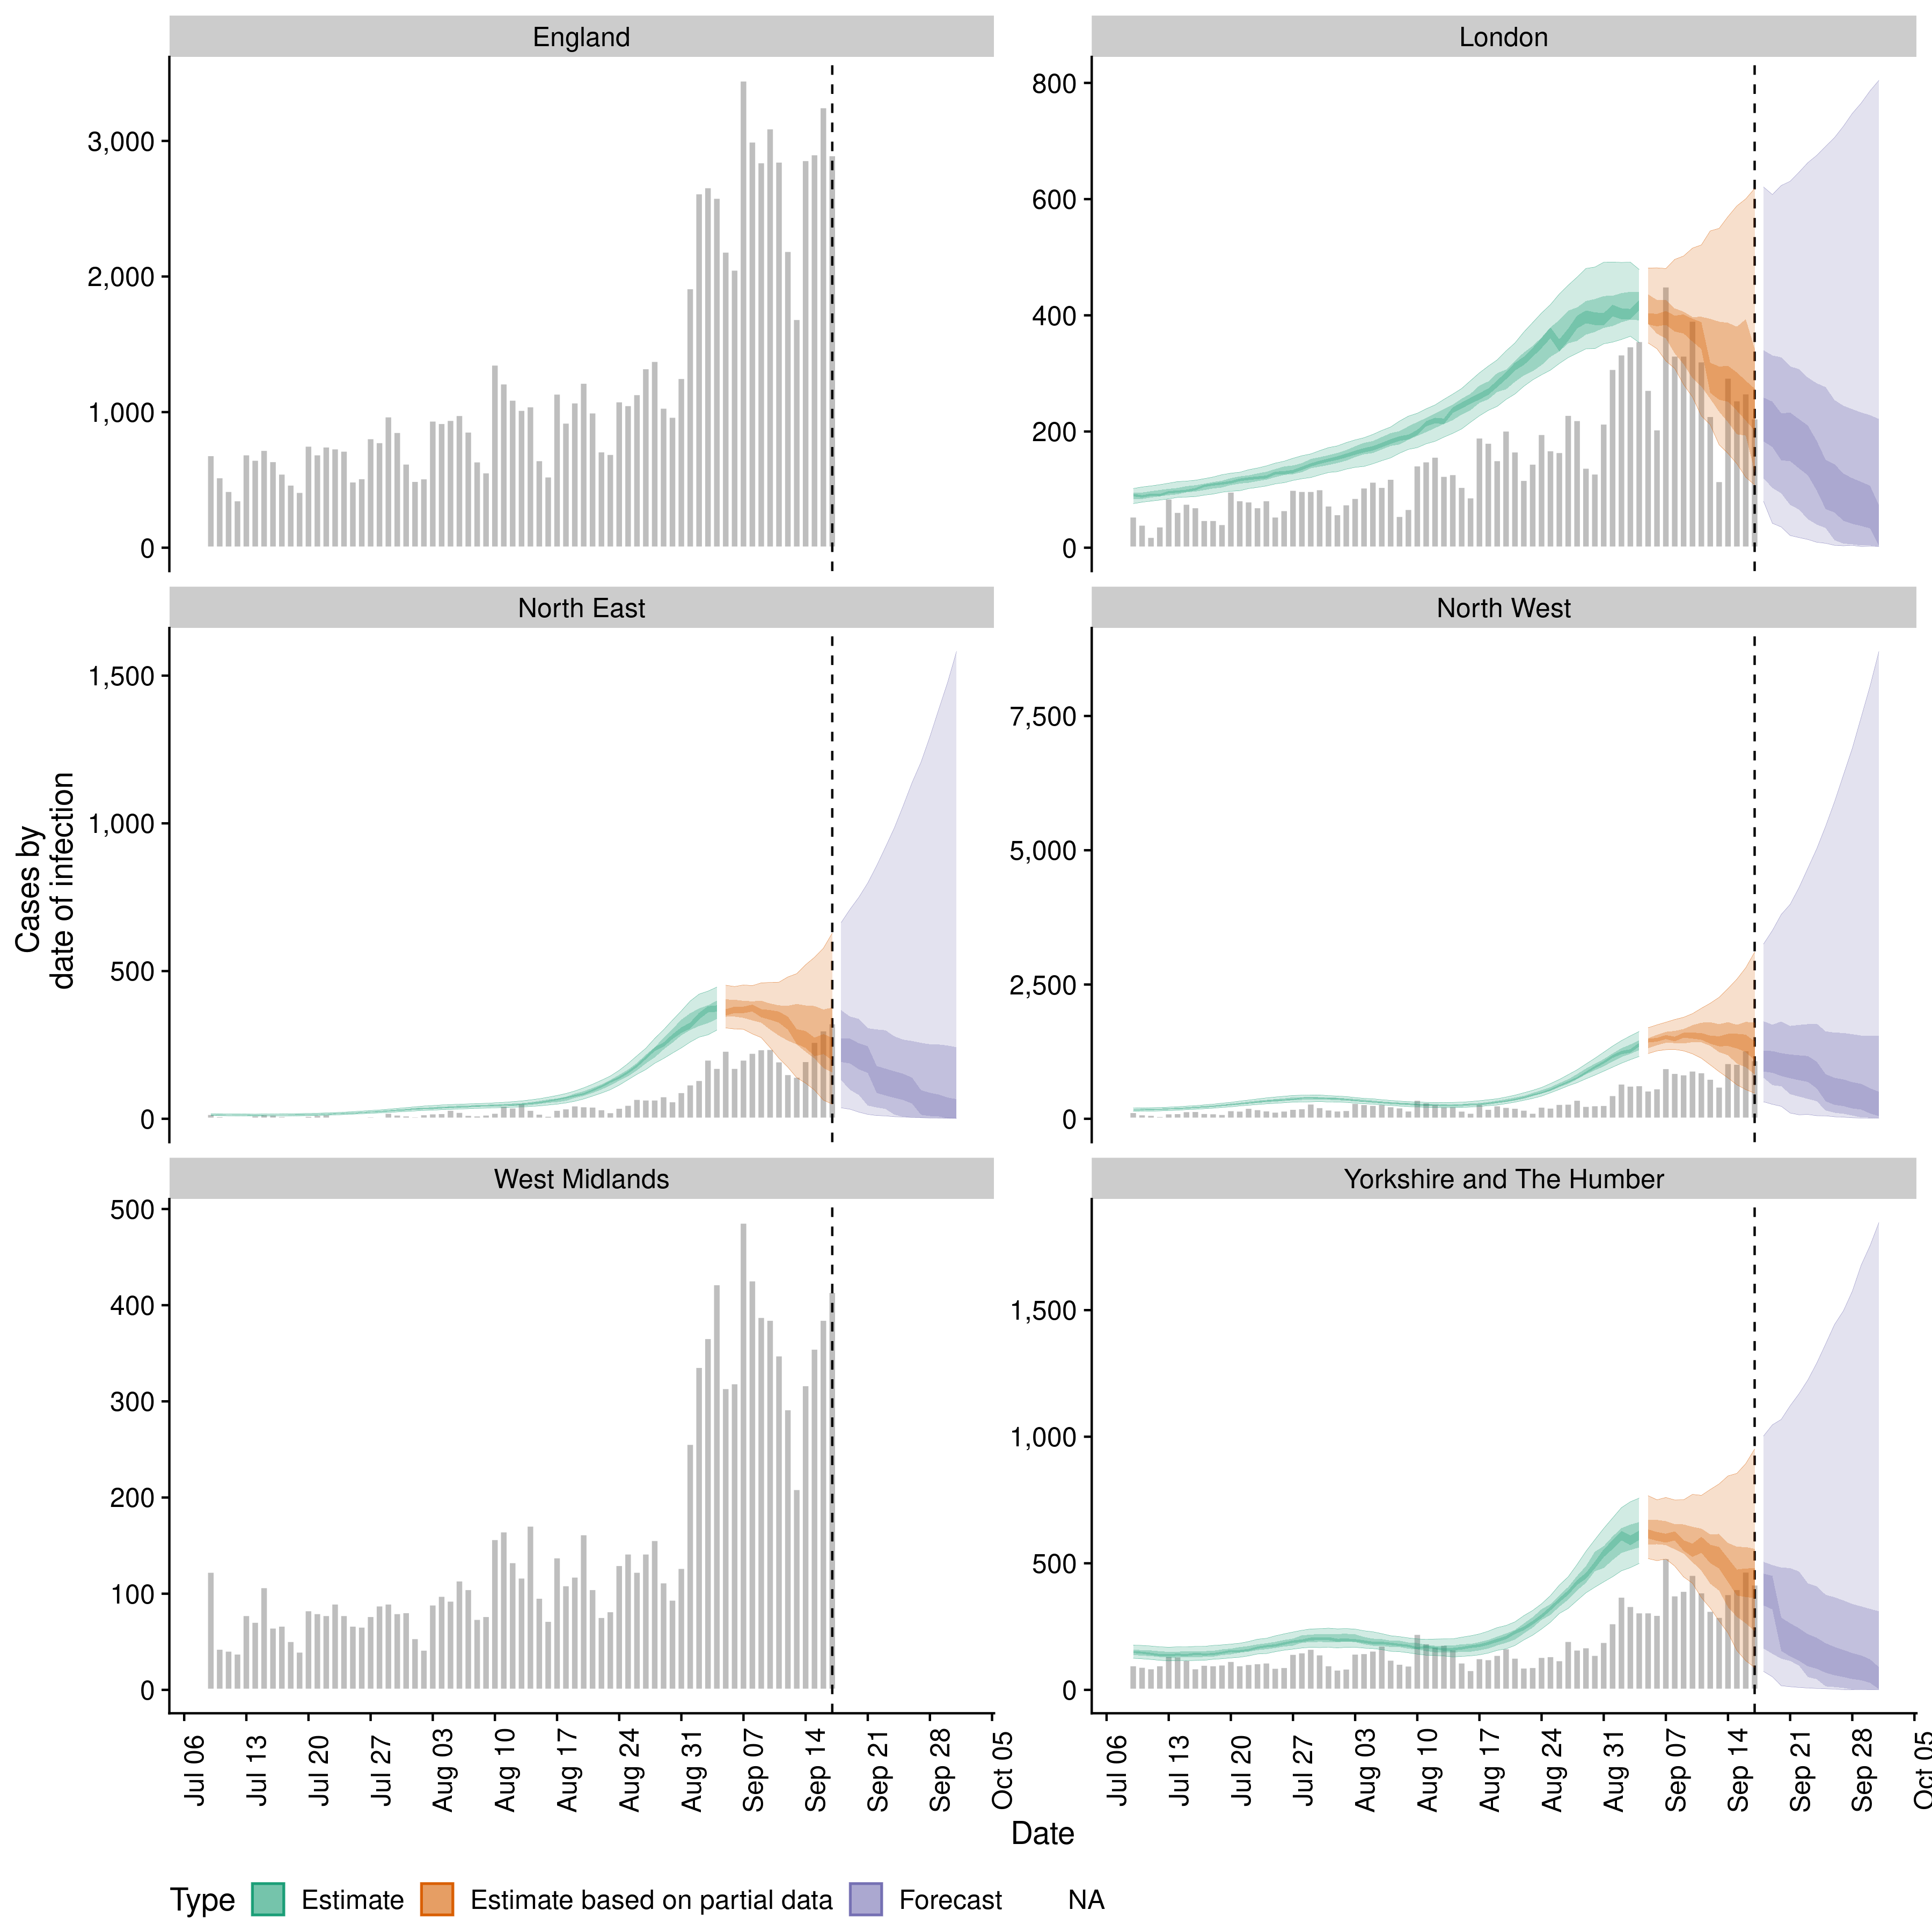 England
London
3,000
2,000
1,000
0
800
600
400
200
0
North East
North West
1,500
1,000
500
0
7,500
5,000
2,500
0
West Midlands
Yorkshire and The Humber
500
400
300
200
100
0
1,500
1,000
500
0
Cases by
date of infection
Jul 06
Jul 13
Jul 20
Jul 27
Aug 03
Aug 10
Aug 17
Aug 24
Aug 31
Sep 07
Sep 14
Sep 21
Sep 28
Oct 05
Jul 06
Jul 13
Jul 20
Jul 27
Aug 03
Aug 10
Aug 17
Aug 24
Aug 31
Sep 07
Sep 14
Sep 21
Sep 28
Oct 05
Date
Type Estimate Estimate based on partial data Forecast NA